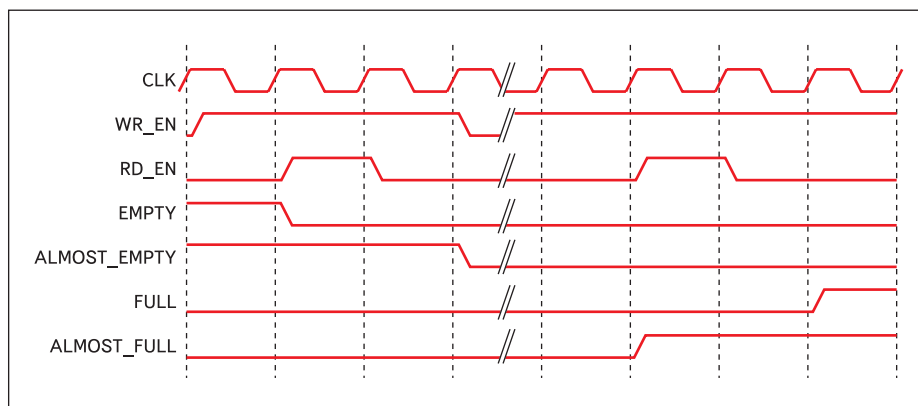 CLK
WR_EN
RD_EN
EMPTY
ALMOST_EMPTY
FULL
ALMOST_FULL